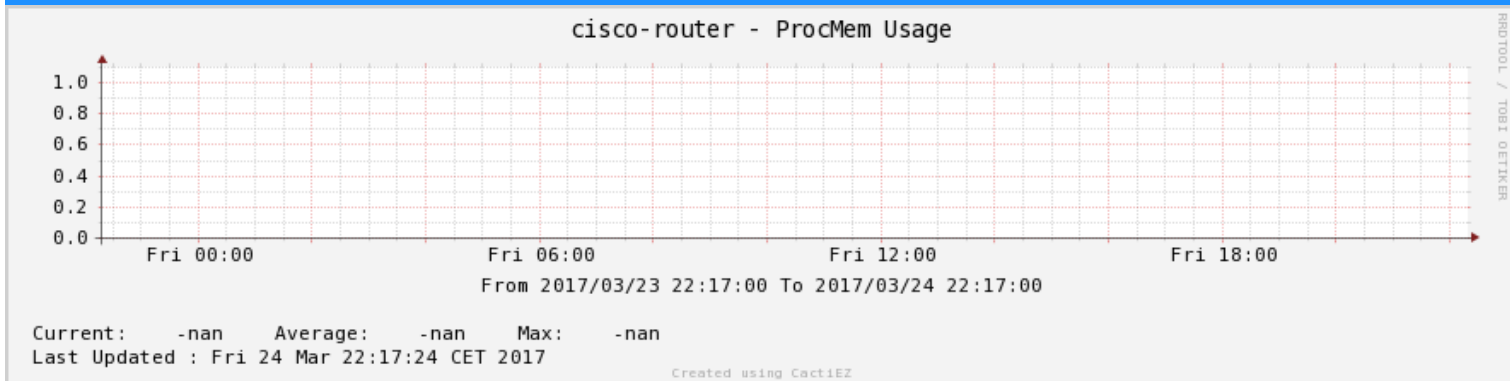 cisco-router - ProcMem Usage
RRDTOOL / TOBI OETIKER
1.0
0.8
0.6
0.4
0.2
0.0
Fri 00:00 Fri 06:00 Fri 12:00 Fri 18:00
From 2017/03/23 22:17:00 To 2017/03/24 22:17:00
Current: -nan Average: -nan Max: -nan
Last Updated : Fri 24 Mar 22:17:24 CET 2017
Created using CactiEZ